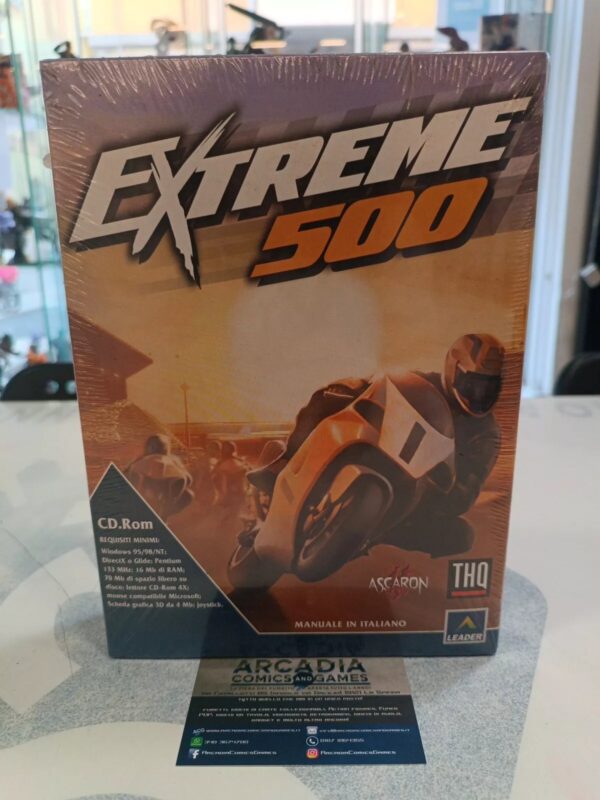 EXTREME
500
CD.Rom
REQUISITI MINIMI:
Windows 95/98/NT;
DirectX o Glide; Pentium
133 MHz; 16 Mb di RAM;
70 Mb di spazio libero su
disco; lettore CD-Rom 4X;
mouse compatibile Microsoft;
Scheda grafica 3D da 4 Mb; Joystick.
ASCARON
THQ
MANUALE IN ITALIANO
LEADER
ARCADIA
COMICS AND GAMES
ArcadiaComicsGames
ArcadiaComicsGames